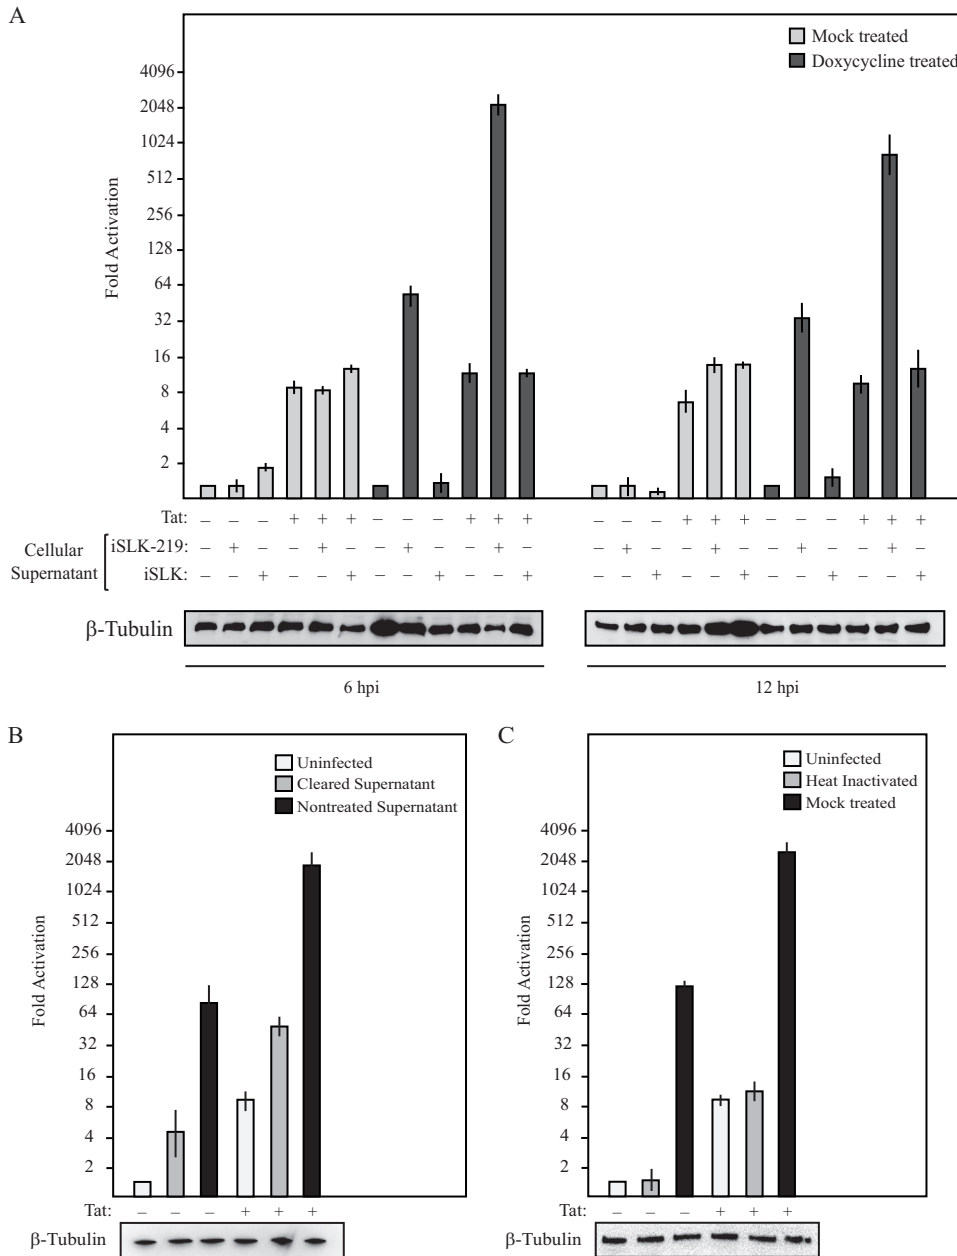 A
Mock treated
Doxycycline treated
Fold Activation
4096
2048
1024
512
256
128
64
32
16
8
4
2
Tat: – – – + + + – – – + + + – – – + + + – – – + + +
Cellular Supernatant
iSLK-219: – + – – + – – + – – + – – + – – + – – + – – + –
iSLK: – – + – – + – – + – – + – – + – – + – – + – – +
β-Tubulin
6 hpi 12 hpi
B
Uninfected
Cleared Supernatant
Nontreated Supernatant
Fold Activation
4096
2048
1024
512
256
128
64
32
16
8
4
2
Tat: – – – + + +
β-Tubulin
C
Uninfected
Heat Inactivated
Mock treated
Fold Activation
4096
2048
1024
512
256
128
64
32
16
8
4
2
Tat: – – – + + +
β-Tubulin